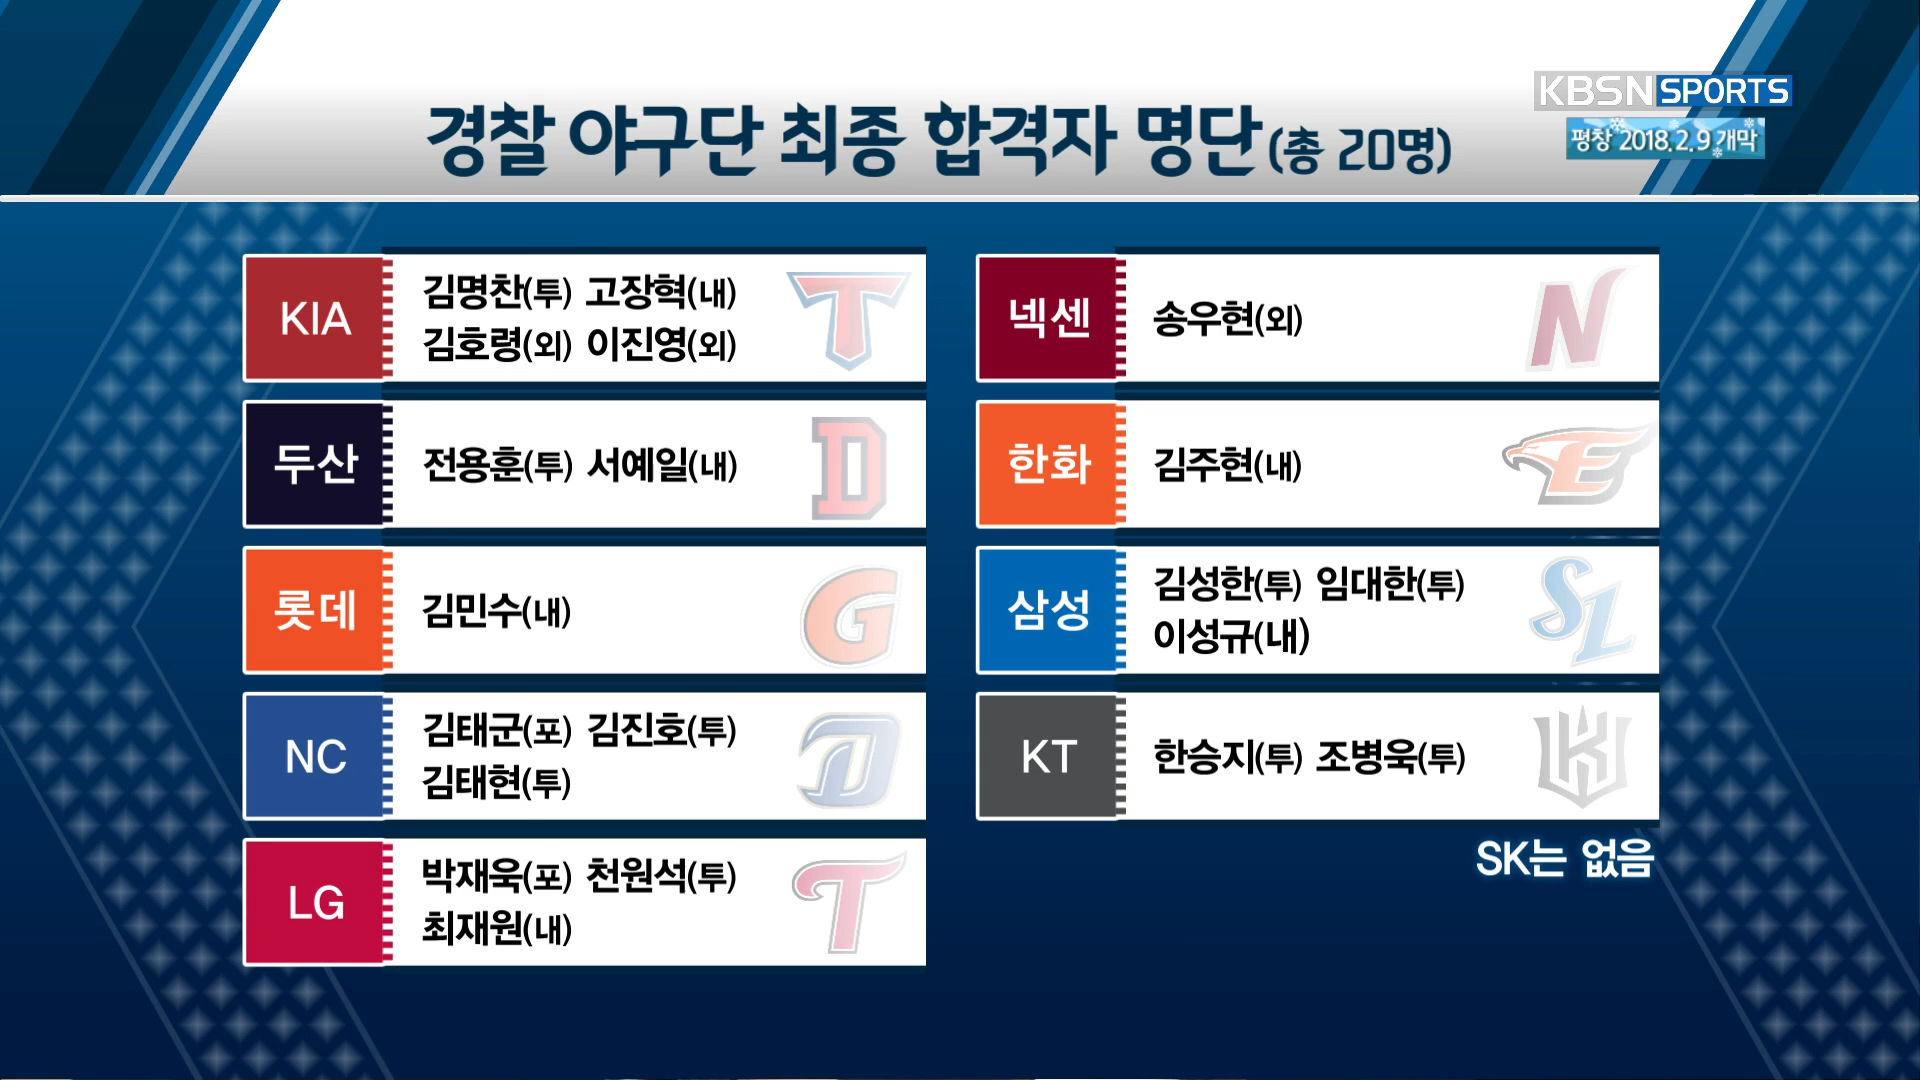 경찰 야구단 최종 합격자 명단(총 20명)
KBSN SPORTS
평창 2018.2.9 개막
KIA
김명찬(투) 고장혁(내)
김호령(외) 이진영(외)
두산
전용훈(투) 서예일(내)
롯데
김민수(내)
NC
김태군(포) 김진호(투)
김태현(투)
LG
박재욱(포) 천원석(투)
최재원(내)
넥센
송우현(외)
한화
김주현(내)
삼성
김성한(투) 임대한(투)
이성규(내)
KT
한승지(투) 조병욱(투)
SK는 없음